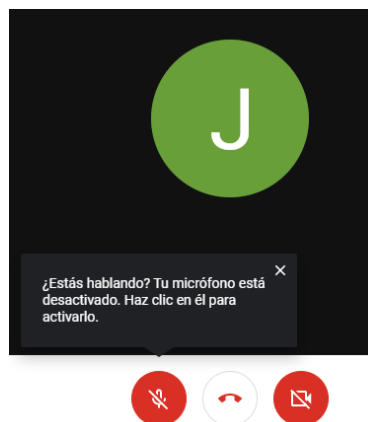 J
¿Estás hablando? Tu micrófono está
desactivado. Haz clic en él para
activarlo.